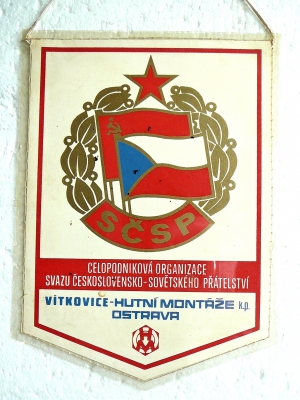 SČSP
CELOPODNIKOVÁ ORGANIZACE
SVAZU ČESKOSLOVENSKO-SOVĚTSKÉHO PŘÁTELSTVÍ
VÍTKOVICE-HUTNÍ MONTÁŽE k.p.
OSTRAVA